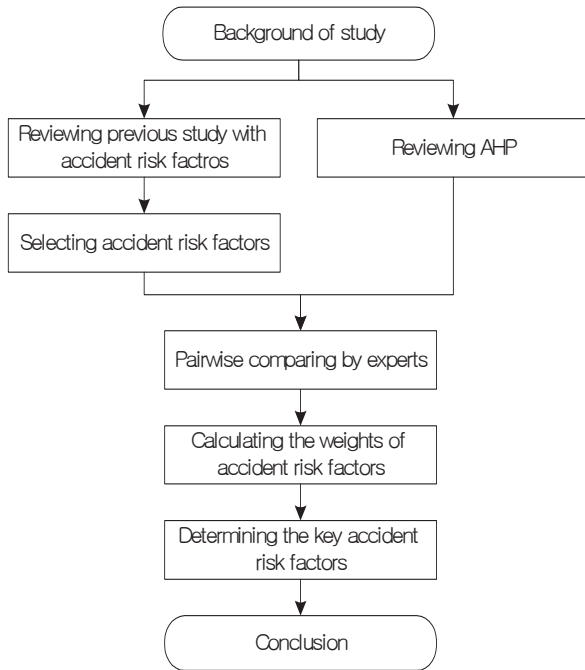 Background of study
Reviewing previous study with
accident risk factros
Reviewing AHP
Selecting accident risk factors
Pairwise comparing by experts
Calculating the weights of
accident risk factors
Determining the key accident
risk factors
Conclusion